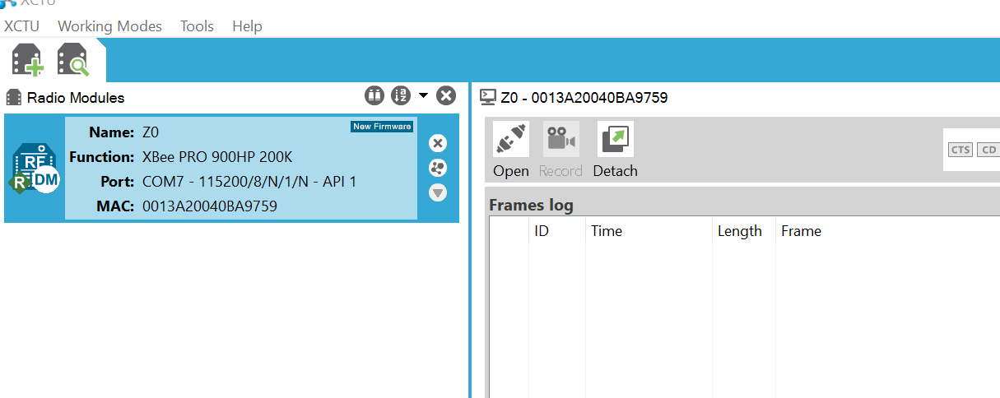 XCTU
XCTU Working Modes Tools Help
Radio Modules
Z0 - 0013A20040BA9759
New Firmware
Name: Z0
Function: XBee PRO 900HP 200K
Port: COM7 - 115200/8/N/1/N - API 1
MAC: 0013A20040BA9759
RF
R
DM
Open Record Detach
CTS CD
Frames log
ID Time Length Frame